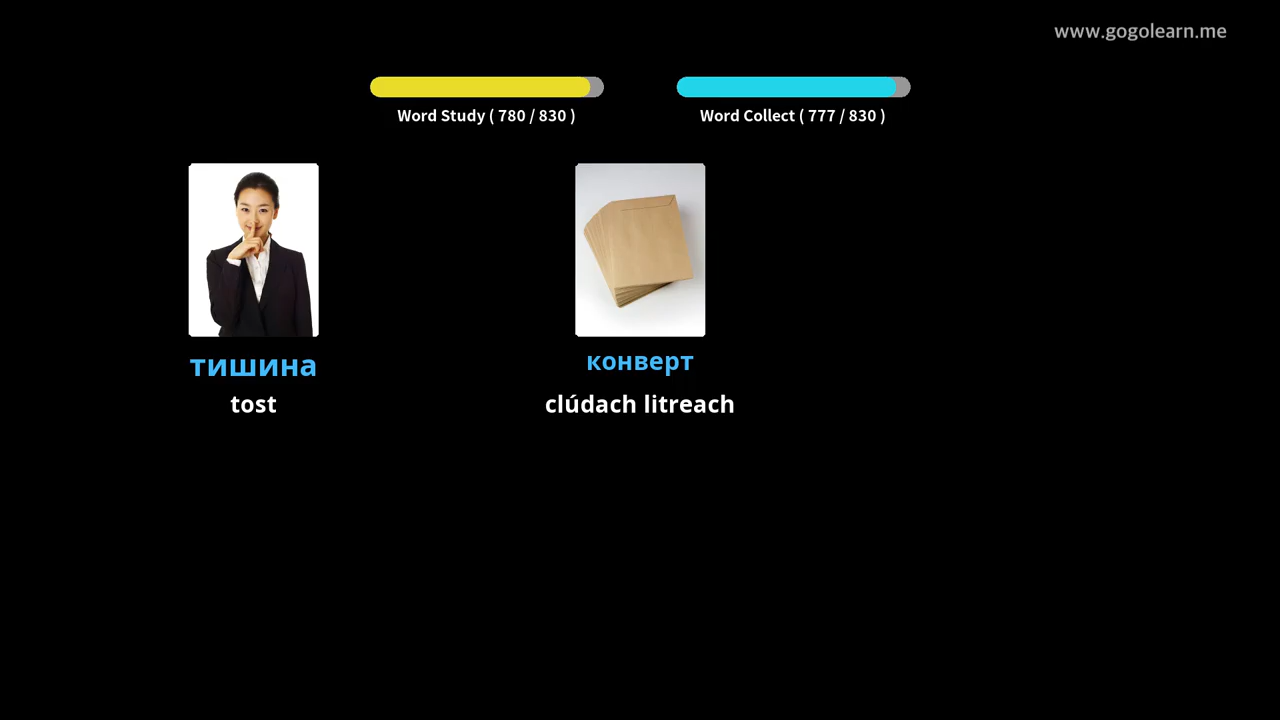 www.gogolearn.me
Word Study ( 780 / 830 )
Word Collect ( 777 / 830 )
тишина
tost
конверт
clúdach litreach